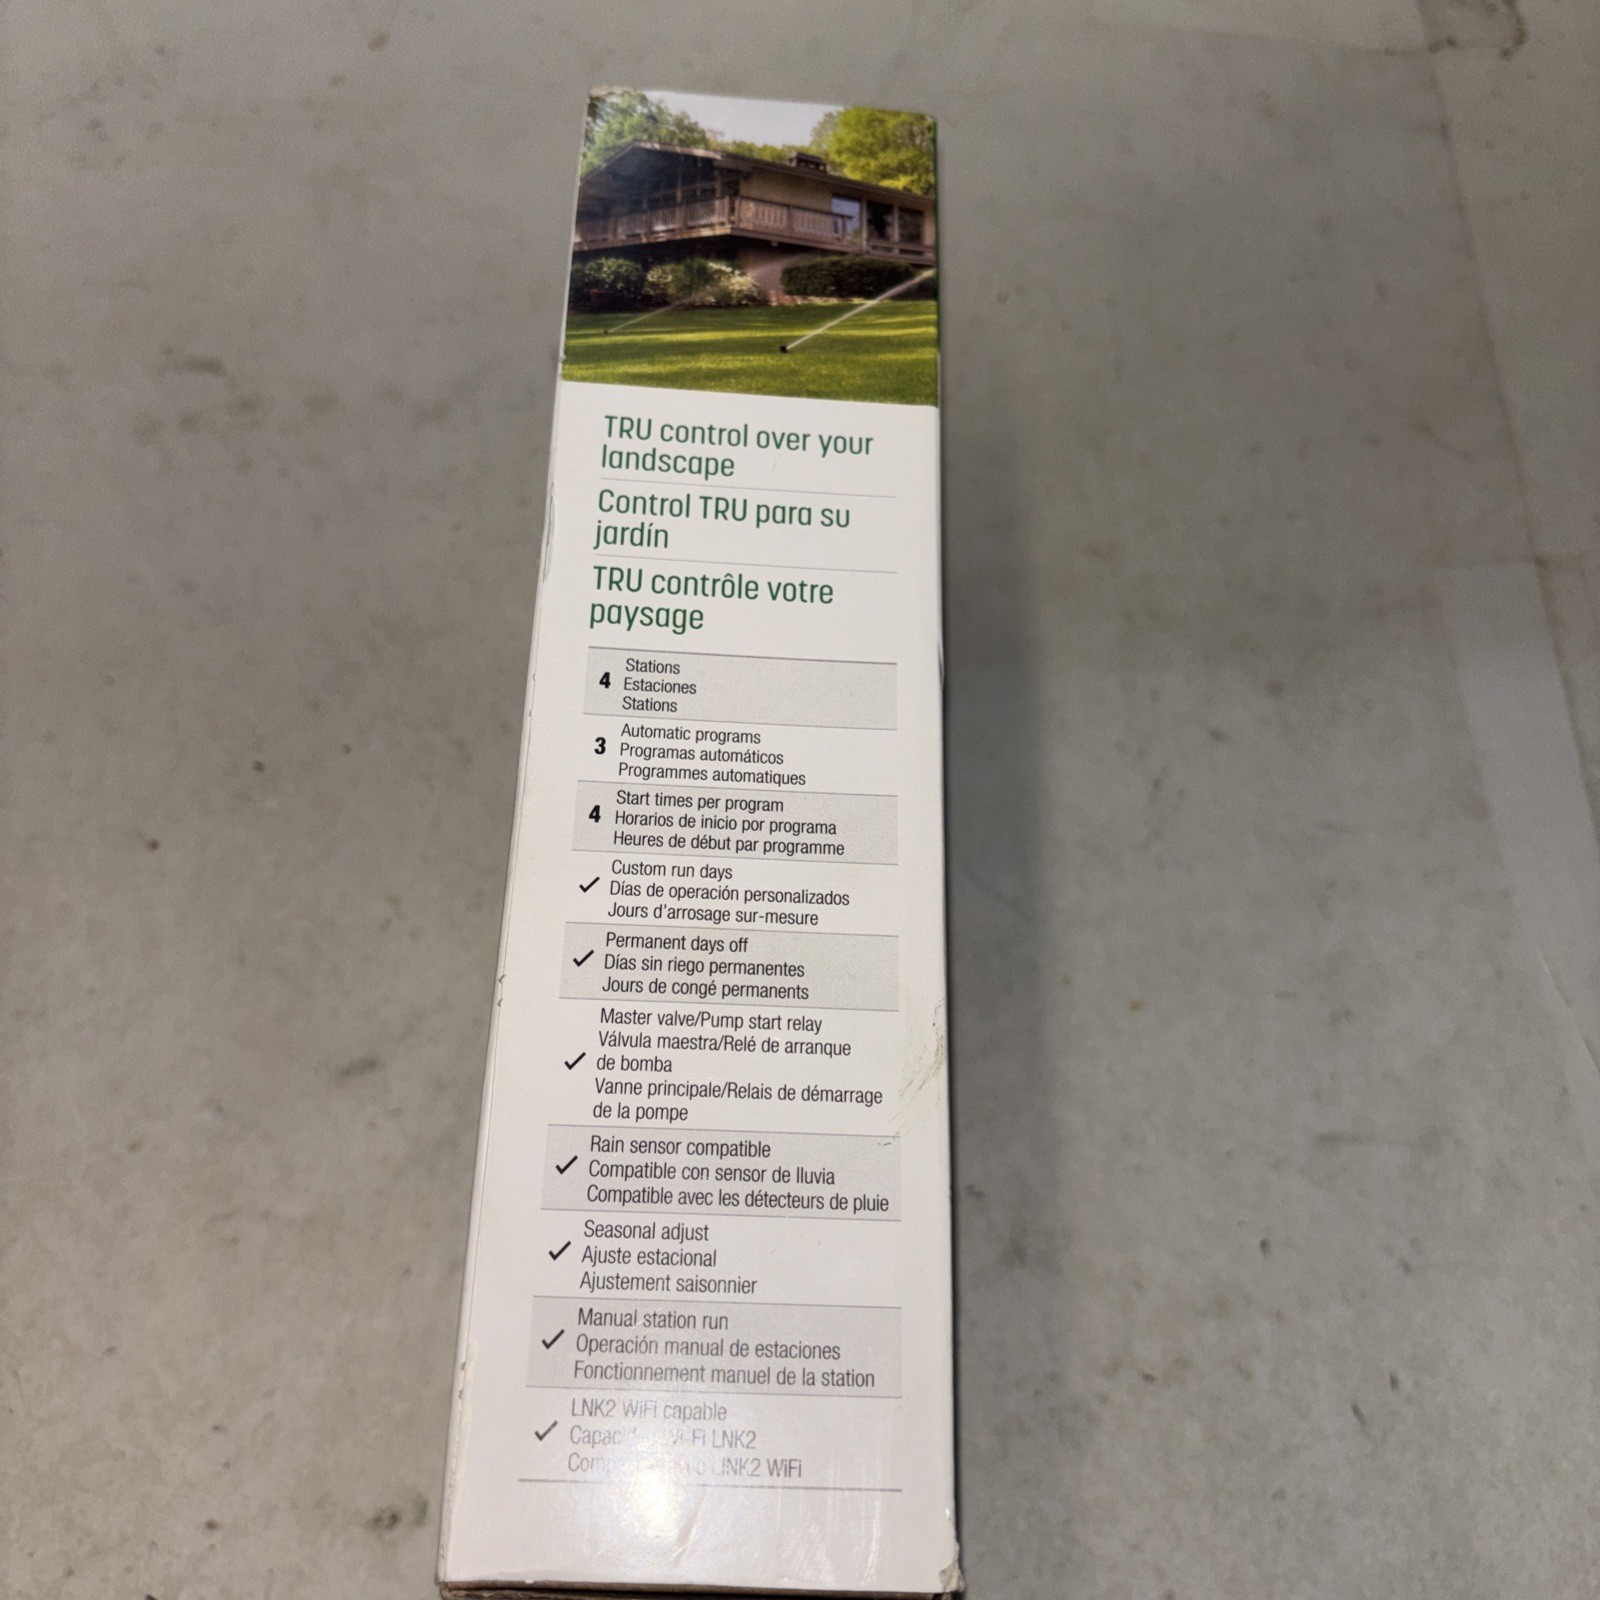 TRU control over your
landscape
Control TRU para su
jardín
TRU contrôle votre
paysage
4
Stations
Estaciones
Stations
3
Automatic programs
Programas automáticos
Programmes automatiques
4
Start times per program
Horarios de inicio por programa
Heures de début par programme
Custom run days
Días de operación personalizados
Jours d'arrosage sur-mesure
Permanent days off
Días sin riego permanentes
Jours de congé permanents
Master valve/Pump start relay
Válvula maestra/Relé de arranque
de bomba
Vanne principale/Relais de démarrage
de la pompe
Rain sensor compatible
Compatible con sensor de lluvia
Compatible avec les détecteurs de pluie
Seasonal adjust
Ajuste estacional
Ajustement saisonnier
Manual station run
Operación manual de estaciones
Fonctionnement manuel de la station
LNK2 WiFi capable
LNK2
LNK2 WiFi